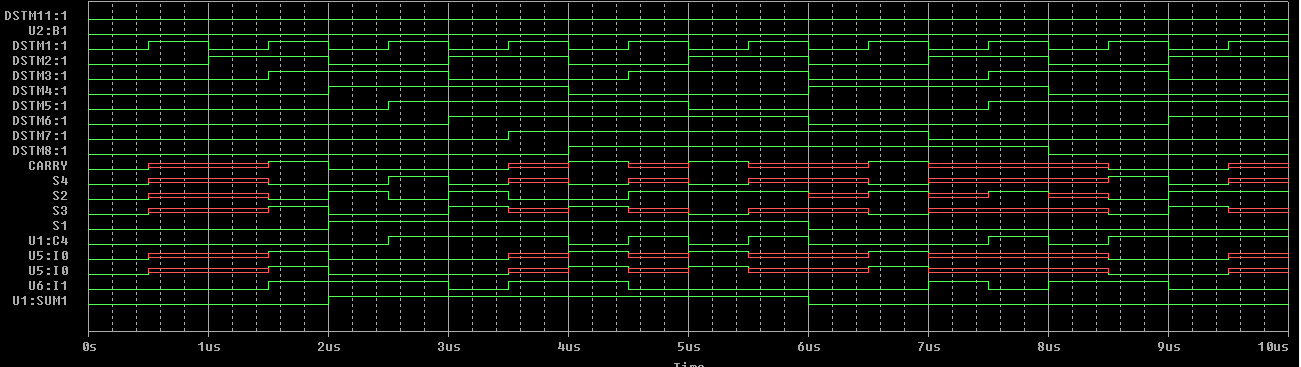 DSTM11:1
U2:B1
DSTM1:1
DSTM2:1
DSTM3:1
DSTM4:1
DSTM5:1
DSTM6:1
DSTM7:1
DSTM8:1
CARRY
S4
S2
S3
S1
U1:C4
U5:I0
U5:I0
U6:I1
U1:SUM1
0s 1us 2us 3us 4us 5us 6us 7us 8us 9us 10us
Time